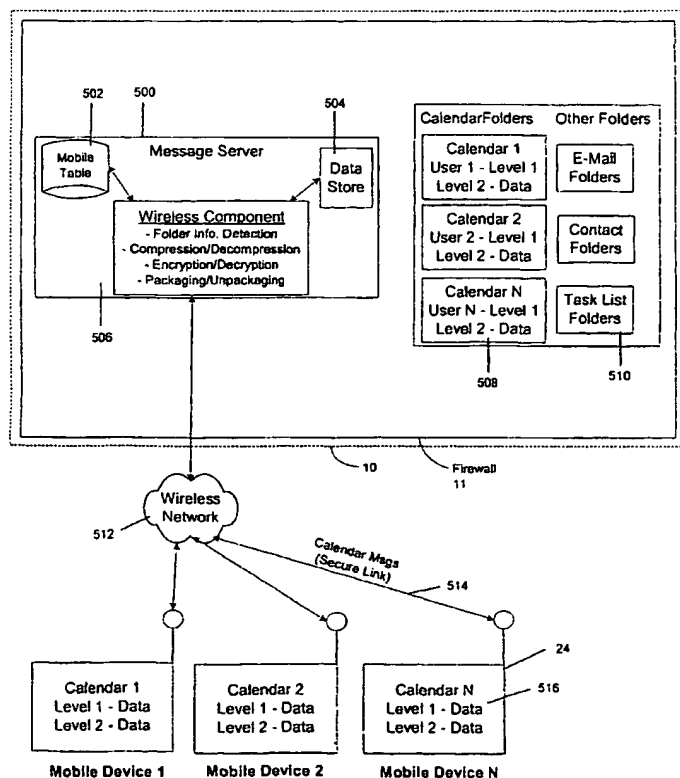 502
500
504
Message Server
Mobile
Table
Data
Store
Wireless Component
- Folder Info. Detection
- Compression/Decompression
- Encryption/Decryption
- Packaging/Unpackaging
506
CalendarFolders
Other Folders
Calendar 1
User 1 - Level 1
Level 2 - Data
E-Mail
Folders
Calendar 2
User 2 - Level 1
Level 2 - Data
Contact
Folders
Calendar N
User N - Level 1
Level 2 - Data
Task List
Folders
508
510
10
Firewall
11
Wireless
Network
512
Calendar Msgs
(Secure Link)
514
24
516
Calendar 1
Level 1 - Data
Level 2 - Data
Calendar 2
Level 1 - Data
Level 2 - Data
Calendar N
Level 1 - Data
Level 2 - Data
Mobile Device 1
Mobile Device 2
Mobile Device N